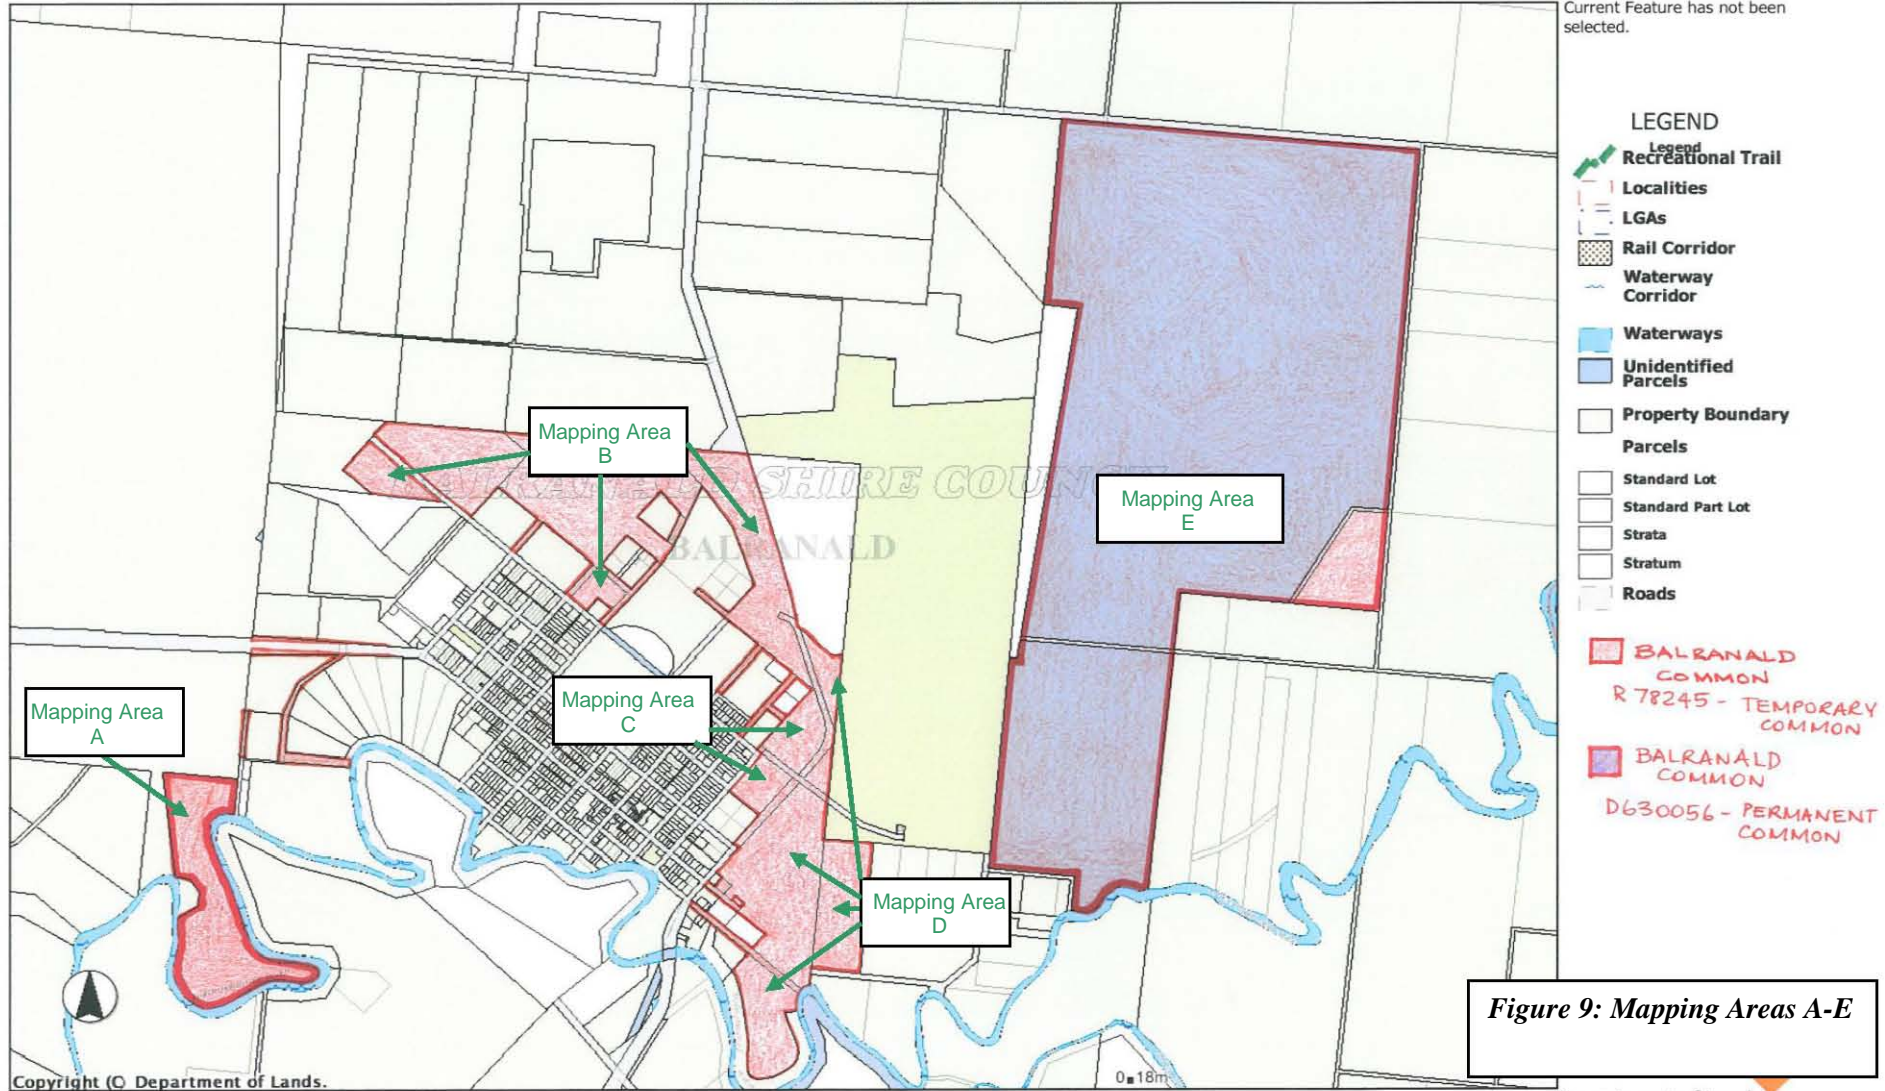 Current Feature has not been
selected.
LEGEND
Legend
Recreational Trail
Localities
LGAs
Rail Corridor
Waterway
Corridor
Waterways
Unidentified
Parcels
Property Boundary
Parcels
Standard Lot
Standard Part Lot
Strata
Stratum
Roads
BALRANALD
COMMON
R 78245 - TEMPORARY
COMMON
BALRANALD
COMMON
D630056 - PERMANENT
COMMON
Mapping Area
B
SHIRE
BALRANALD
Mapping Area
E
Mapping Area
C
Mapping Area
A
Mapping Area
D
Figure 9: Mapping Areas A-E
0 18m
Copyright (© Department of Lands.